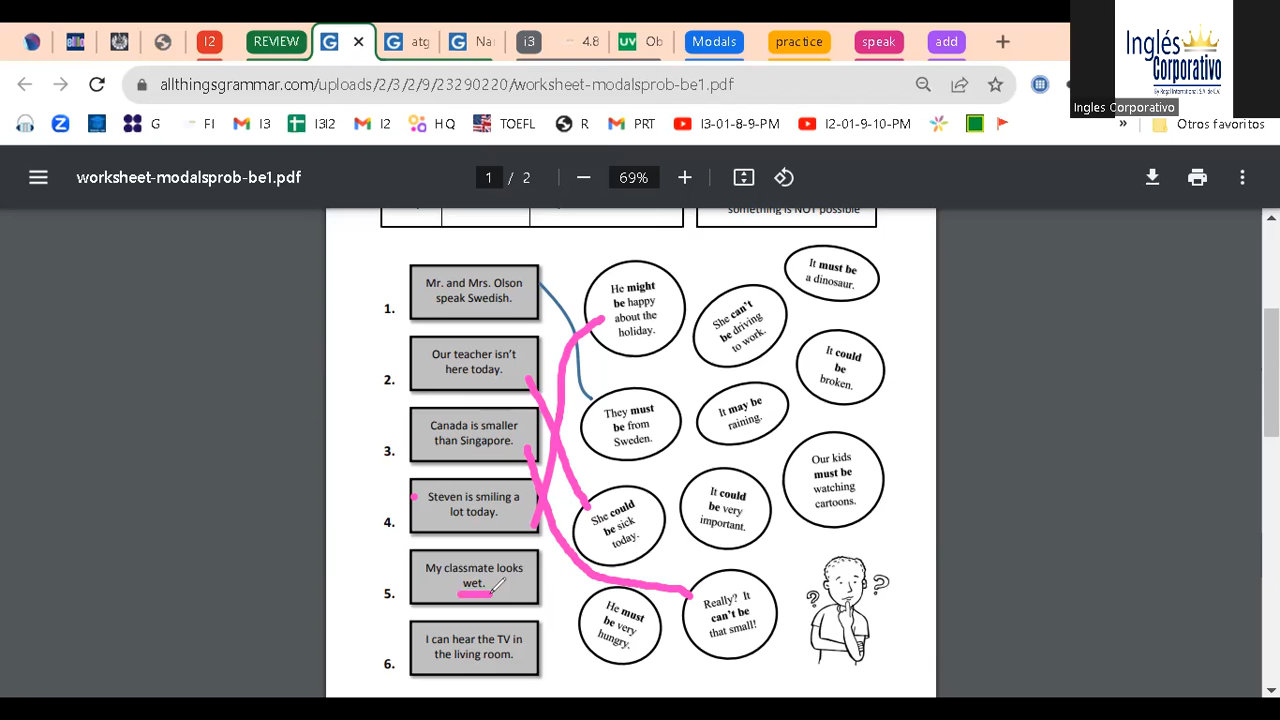 I2
REVIEW
atg
Na
i3
4.8
UV
Ob
Modals
practice
speak
add
allthingsgrammar.com/uploads/2/3/2/9/23290220/worksheet-modalsprob-be1.pdf
Inglés
Corporativo
Ingles Corporativo
G
FI
I3
I3I2
I2
HQ
TOEFL
R
PRT
I3-01-8-9-PM
I2-01-9-10-PM
»
Otros favoritos
worksheet-modalsprob-be1.pdf
1 / 2
69%
something is NOT possible
1.
Mr. and Mrs. Olson
speak Swedish.
2.
Our teacher isn't
here today.
3.
Canada is smaller
than Singapore.
4.
Steven is smiling a
lot today.
5.
My classmate looks
wet.
6.
I can hear the TV in
the living room.
He might
be happy
about the
holiday.
She can't
be driving
to work.
It must be
a dinosaur.
It could
be
broken.
They must
be from
Sweden.
It may be
raining.
Our kids
must be
watching
cartoons.
She could
be sick
today.
It could
be very
important.
He must
be very
hungry.
Really? It
can't be
that small!
? ?